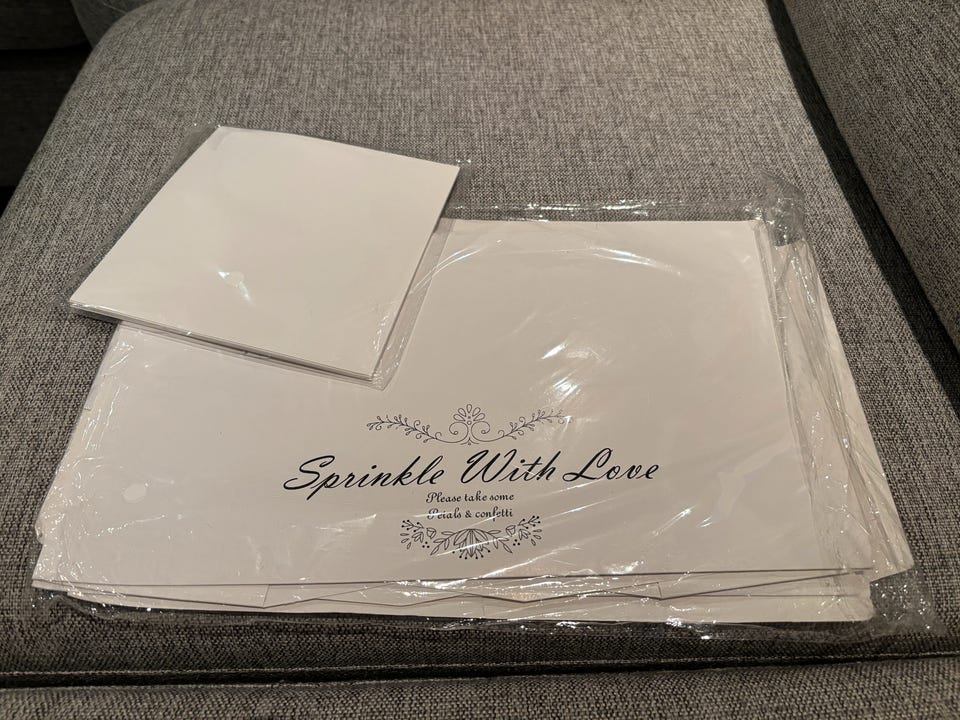 Sprinkle With Love
Please take some
Petals & confetti